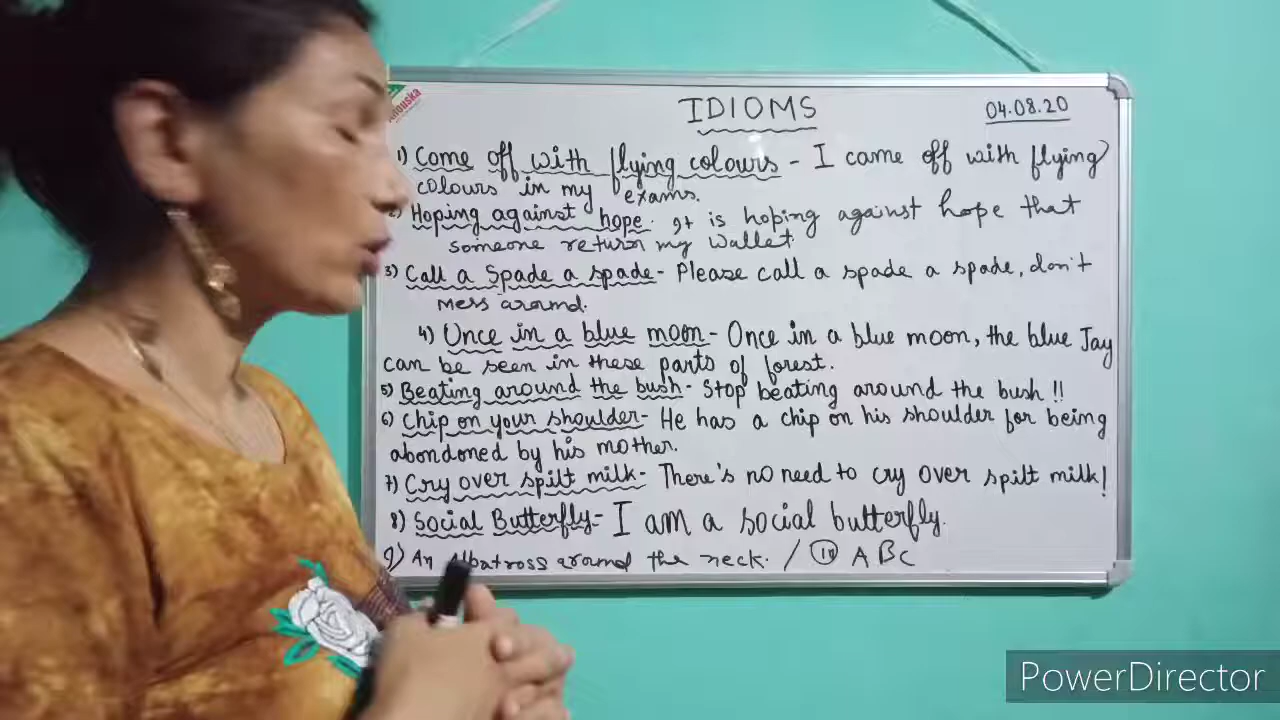 IDIOMS
04.08.20
1) Come off with flying colours - I came off with flying
colours in my exams.
2) Hoping against hope. It is hoping against hope that
someone return my wallet.
3) Call a Spade a spade - Please call a spade a spade, don't
mess around.
4) Once in a blue moon - Once in a blue moon, the blue Jay
can be seen in these parts of forest.
5) Beating around the bush - Stop beating around the bush !!
6) Chip on your shoulder - He has a chip on his shoulder for being
abondoned by his mother.
7) Cry over spilt milk - There's no need to cry over spilt milk!
8) Social Butterfly - I am a social butterfly.
9) An Albatross around the neck. / 10 ABC
PowerDirector